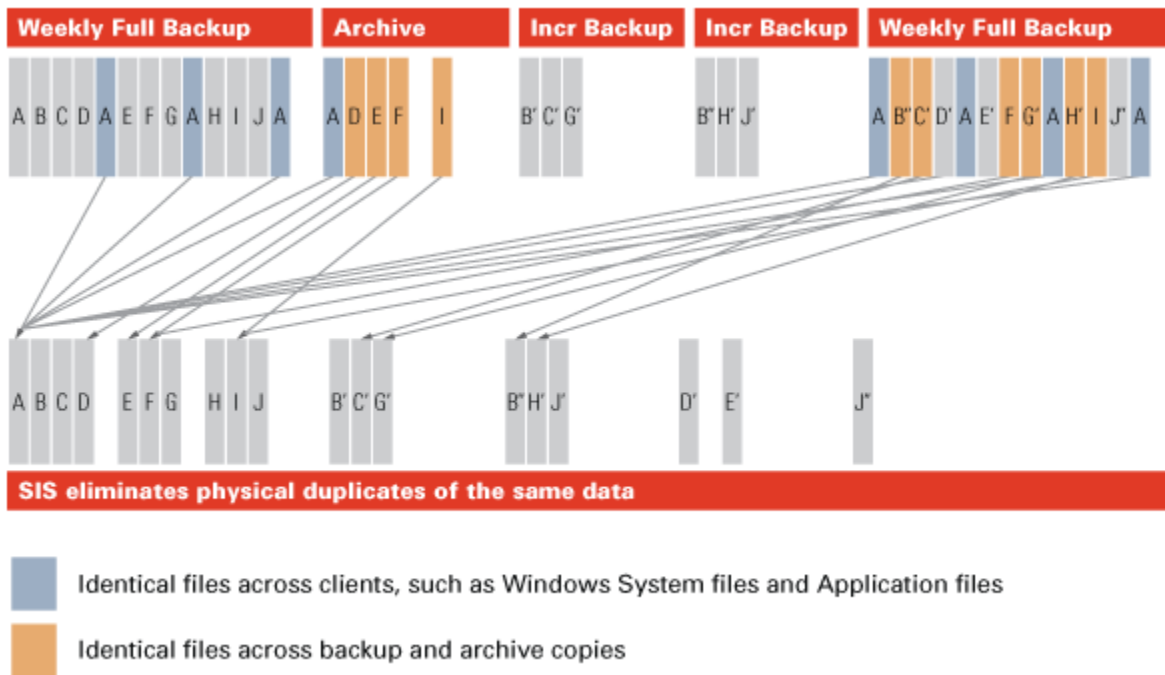 Weekly Full Backup Archive Incr Backup Incr Backup Weekly Full Backup
A B C D A E F G A H I J A A D E F I B′ C′ G′ B″ H′ J′ A B″ C′ D′ A E′ F G′ A H′ I J″ A
A B C D E F G H I J B′ C′ G′ B″ H′ J′ D′ E′ J″
SIS eliminates physical duplicates of the same data
Identical files across clients, such as Windows System files and Application files
Identical files across backup and archive copies